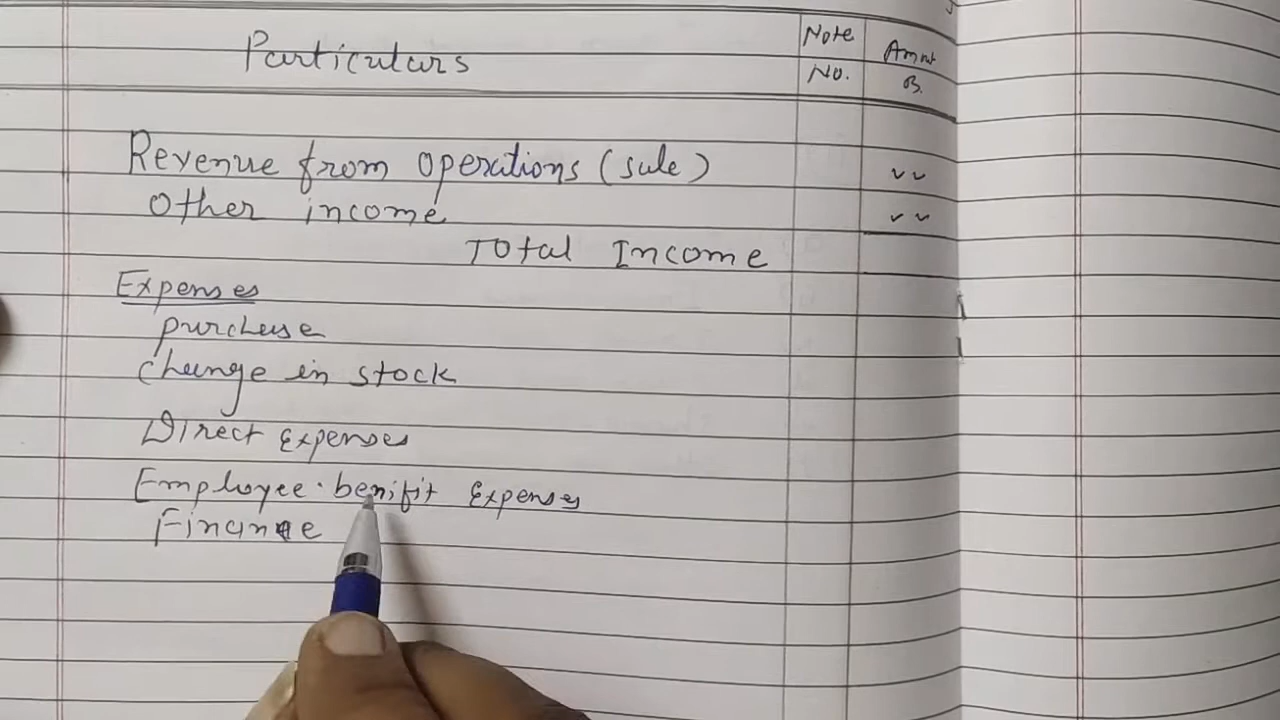 Particulars
Note No.
Amnt
Revenue from operations (sale)
Other income
Total Income
Expenses
purchase
change in stock
Direct Expenses
Employee benifit Expenses
Finance